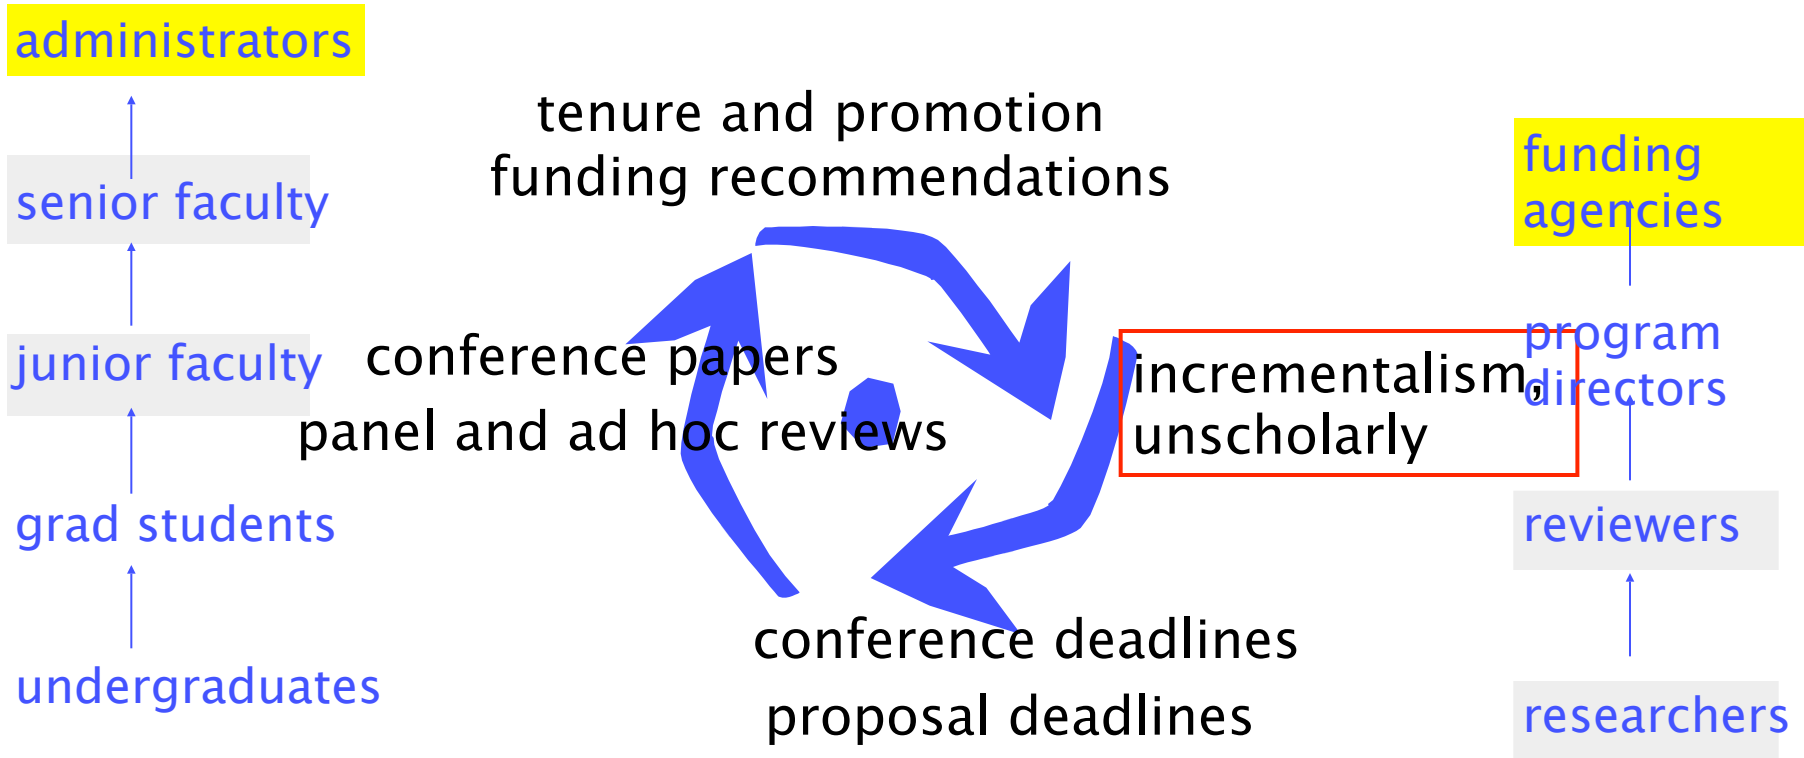 administrators
senior faculty
junior faculty
grad students
undergraduates
tenure and promotion
funding recommendations
conference papers
panel and ad hoc reviews
incrementalism,
unscholarly
conference deadlines
proposal deadlines
funding
agencies
program
directors
reviewers
researchers